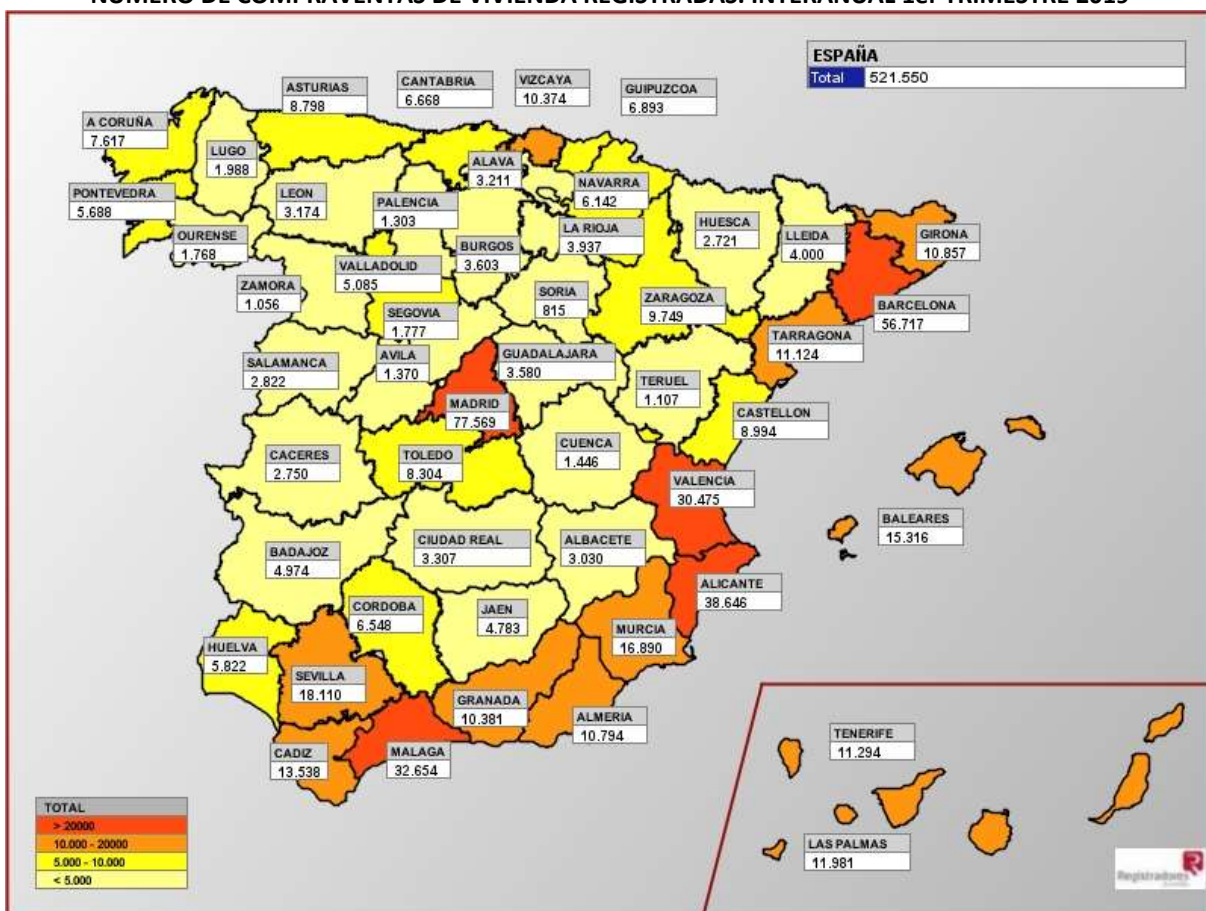 NÚMERO DE COMPRAVENTAS DE VIVIENDA REGISTRADAS. INTERANUAL 1er TRIMESTRE 2019
ESPAÑA
Total 521.550
ASTURIAS
8.798
CANTABRIA
6.668
VIZCAYA
10.374
GUIPUZCOA
6.893
A CORUÑA
7.617
LUGO
1.988
ALAVA
3.211
NAVARRA
6.142
PONTEVEDRA
5.688
LEON
3.174
PALENCIA
1.303
HUESCA
2.721
LLEIDA
4.000
GIRONA
10.857
OURENSE
1.768
BURGOS
3.603
LA RIOJA
3.937
VALLADOLID
5.085
ZAMORA
1.056
SORIA
815
ZARAGOZA
9.749
BARCELONA
56.717
SEGOVIA
1.777
TARRAGONA
11.124
SALAMANCA
2.822
AVILA
1.370
GUADALAJARA
3.580
TERUEL
1.107
MADRID
77.569
CASTELLON
8.994
CACERES
2.750
TOLEDO
8.304
CUENCA
1.446
VALENCIA
30.475
BALEARES
15.316
BADAJOZ
4.974
CIUDAD REAL
3.307
ALBACETE
3.030
ALICANTE
38.646
CORDOBA
6.548
JAEN
4.783
MURCIA
16.890
HUELVA
5.822
SEVILLA
18.110
GRANADA
10.381
ALMERIA
10.794
CADIZ
13.538
MALAGA
32.654
TENERIFE
11.294
LAS PALMAS
11.981
TOTAL
> 20000
10.000 - 20000
5.000 - 10.000
< 5.000
Registradores